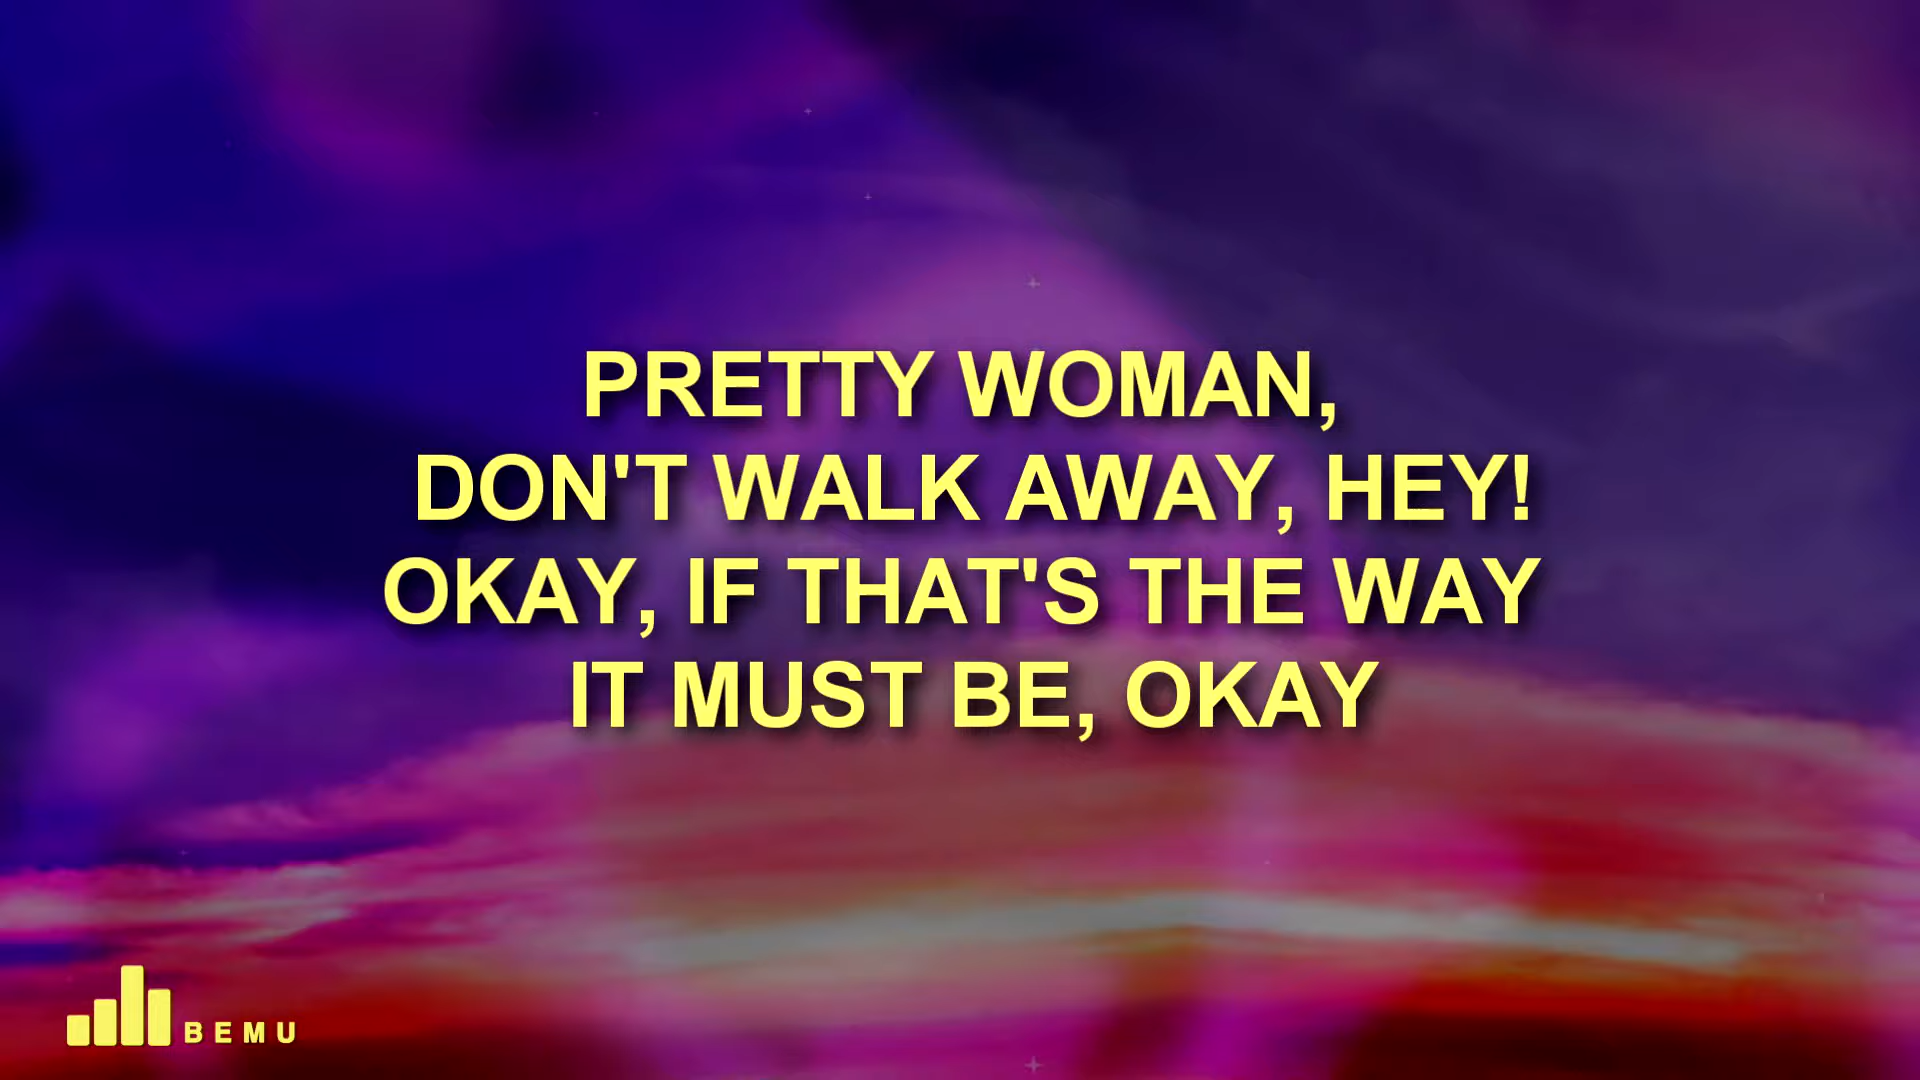 PRETTY WOMAN,
DON'T WALK AWAY, HEY!
OKAY, IF THAT'S THE WAY
IT MUST BE, OKAY
BEMU